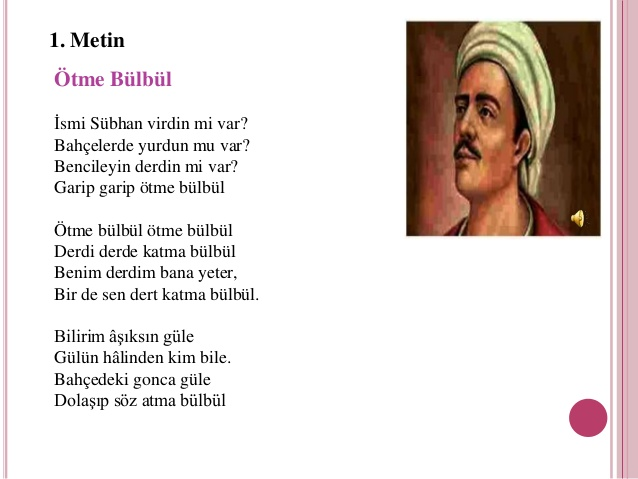 1. Metin
Ötme Bülbül
İsmi Sübhan virdin mi var?
Bahçelerde yurdun mu var?
Bencileyin derdin mi var?
Garip garip ötme bülbül
Ötme bülbül ötme bülbül
Derdi derde katma bülbül
Benim derdim bana yeter,
Bir de sen dert katma bülbül.
Bilirim âşıksın güle
Gülün hâlinden kim bile.
Bahçedeki gonca güle
Dolaşıp söz atma bülbül